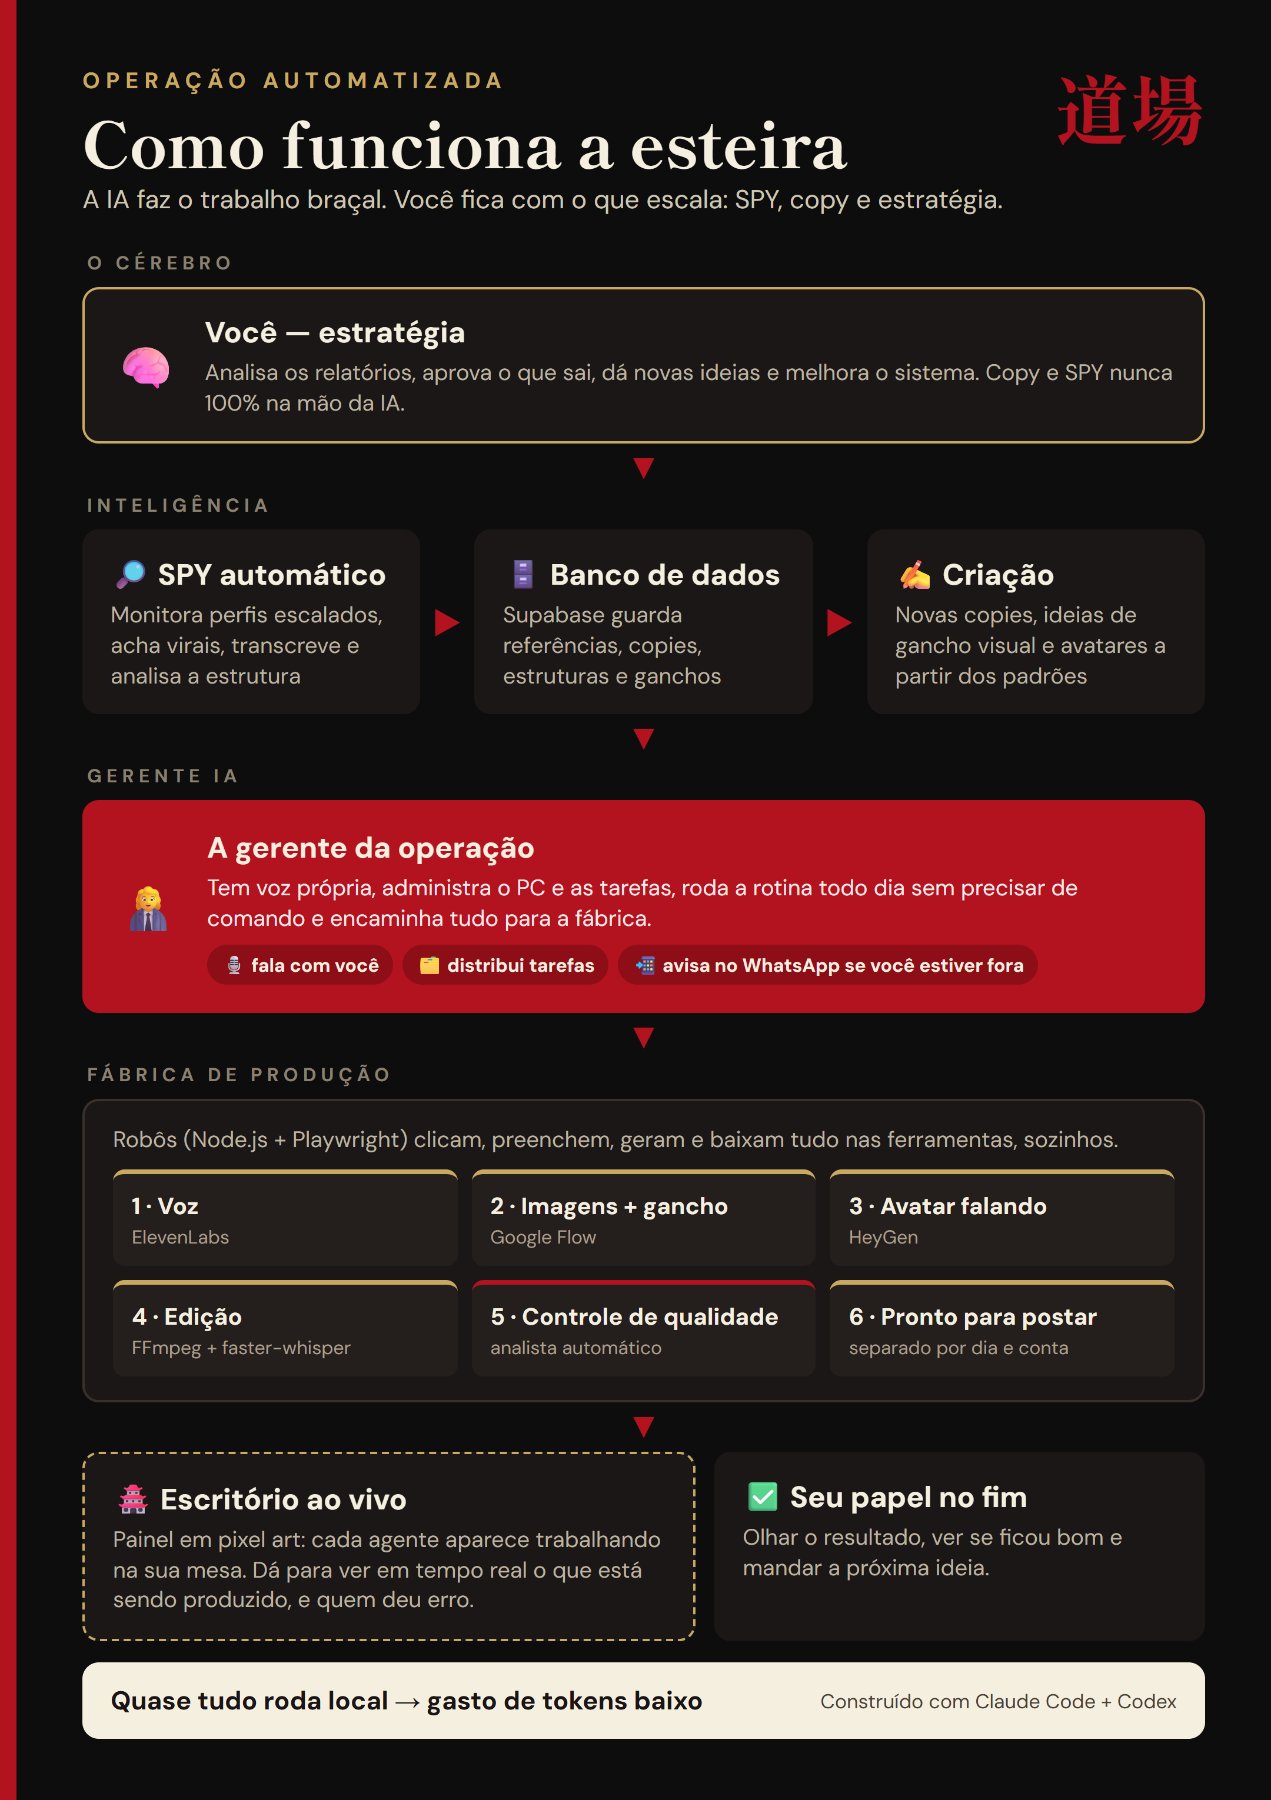 OPERAÇÃO AUTOMATIZADA
道場
Como funciona a esteira
A IA faz o trabalho braçal. Você fica com o que escala: SPY, copy e estratégia.
O CÉREBRO
Você — estratégia
Analisa os relatórios, aprova o que sai, dá novas ideias e melhora o sistema. Copy e SPY nunca
100% na mão da IA.
INTELIGÊNCIA
SPY automático
Monitora perfis escalados,
acha virais, transcreve e
analisa a estrutura
Banco de dados
Supabase guarda
referências, copies,
estruturas e ganchos
Criação
Novas copies, ideias de
gancho visual e avatares a
partir dos padrões
GERENTE IA
A gerente da operação
Tem voz própria, administra o PC e as tarefas, roda a rotina todo dia sem precisar de
comando e encaminha tudo para a fábrica.
fala com você
distribui tarefas
avisa no WhatsApp se você estiver fora
FÁBRICA DE PRODUÇÃO
Robôs (Node.js + Playwright) clicam, preenchem, geram e baixam tudo nas ferramentas, sozinhos.
1 · Voz
ElevenLabs
2 · Imagens + gancho
Google Flow
3 · Avatar falando
HeyGen
4 · Edição
FFmpeg + faster-whisper
5 · Controle de qualidade
analista automático
6 · Pronto para postar
separado por dia e conta
Escritório ao vivo
Painel em pixel art: cada agente aparece trabalhando
na sua mesa. Dá para ver em tempo real o que está
sendo produzido, e quem deu erro.
Seu papel no fim
Olhar o resultado, ver se ficou bom e
mandar a próxima ideia.
Quase tudo roda local → gasto de tokens baixo
Construído com Claude Code + Codex